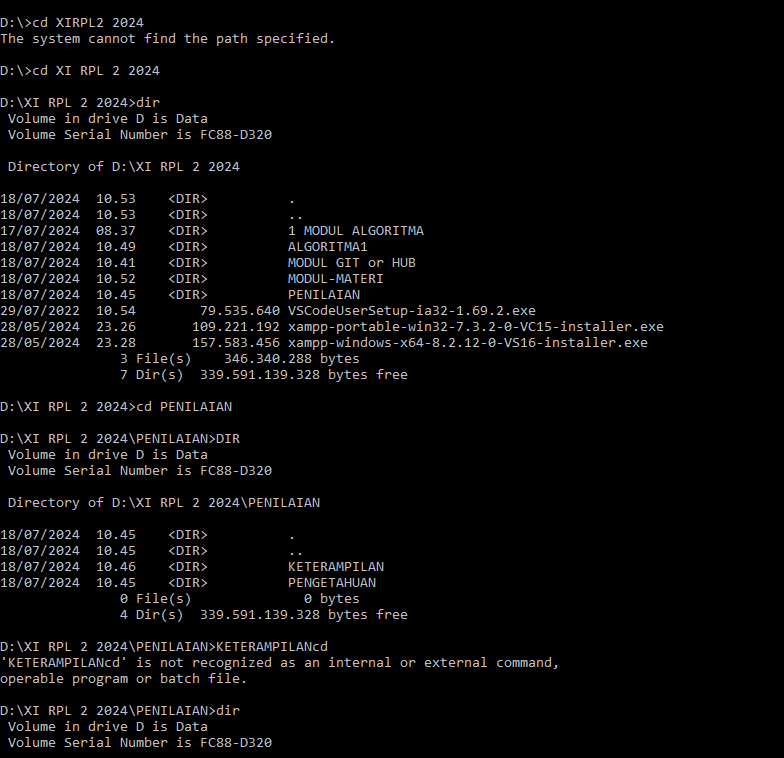 D:\>cd XIRPL2 2024
The system cannot find the path specified.
D:\>cd XI RPL 2 2024
D:\XI RPL 2 2024>dir
Volume in drive D is Data
Volume Serial Number is FC88-D320
Directory of D:\XI RPL 2 2024
18/07/2024  10.53    <DIR>          .
18/07/2024  10.53    <DIR>          ..
17/07/2024  08.37    <DIR>          1 MODUL ALGORITMA
18/07/2024  10.49    <DIR>          ALGORITMA1
18/07/2024  10.41    <DIR>          MODUL GIT or HUB
18/07/2024  10.52    <DIR>          MODUL-MATERI
18/07/2024  10.45    <DIR>          PENILAIAN
29/07/2022  10.54        79.535.640 VSCodeUserSetup-ia32-1.69.2.exe
28/05/2024  23.26       109.221.192 xampp-portable-win32-7.3.2-0-VC15-installer.exe
28/05/2024  23.28       157.583.456 xampp-windows-x64-8.2.12-0-VS16-installer.exe
3 File(s)    346.340.288 bytes
7 Dir(s)  339.591.139.328 bytes free
D:\XI RPL 2 2024>cd PENILAIAN
D:\XI RPL 2 2024\PENILAIAN>DIR
Volume in drive D is Data
Volume Serial Number is FC88-D320
Directory of D:\XI RPL 2 2024\PENILAIAN
18/07/2024  10.45    <DIR>          .
18/07/2024  10.45    <DIR>          ..
18/07/2024  10.46    <DIR>          KETERAMPILAN
18/07/2024  10.45    <DIR>          PENGETAHUAN
0 File(s)              0 bytes
4 Dir(s)  339.591.139.328 bytes free
D:\XI RPL 2 2024\PENILAIAN>KETERAMPILANcd
'KETERAMPILANcd' is not recognized as an internal or external command,
operable program or batch file.
D:\XI RPL 2 2024\PENILAIAN>dir
Volume in drive D is Data
Volume Serial Number is FC88-D320